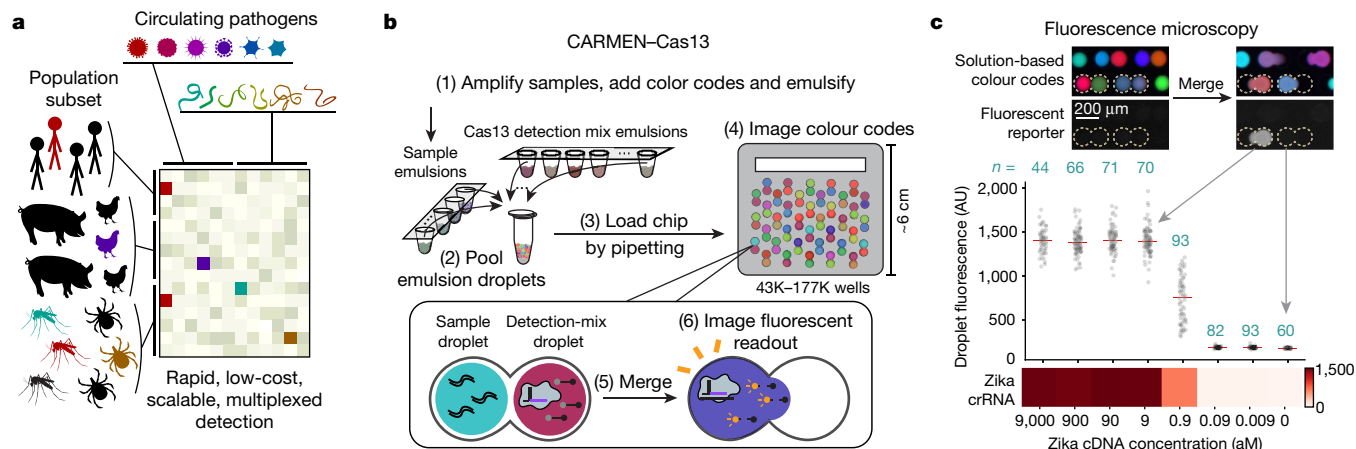 a
Circulating pathogens
Population
subset
Rapid, low-cost,
scalable, multiplexed
detection
b
CARMEN–Cas13
(1) Amplify samples, add color codes and emulsify
Cas13 detection mix emulsions
Sample
emulsions
(2) Pool
emulsion droplets
(3) Load chip
by pipetting
(4) Image colour codes
~6 cm
43K–177K wells
Sample
droplet
Detection-mix
droplet
(5) Merge
(6) Image fluorescent
readout
c
Fluorescence microscopy
Solution-based
colour codes
Merge
Fluorescent
reporter
200 μm
n = 44 66 71 70
93
82 93 60
Droplet fluorescence (AU)
2,000
1,500
1,000
500
0
Zika
crRNA
1,500
0
9,000 900 90 9 0.9 0.09 0.009 0
Zika cDNA concentration (aM)